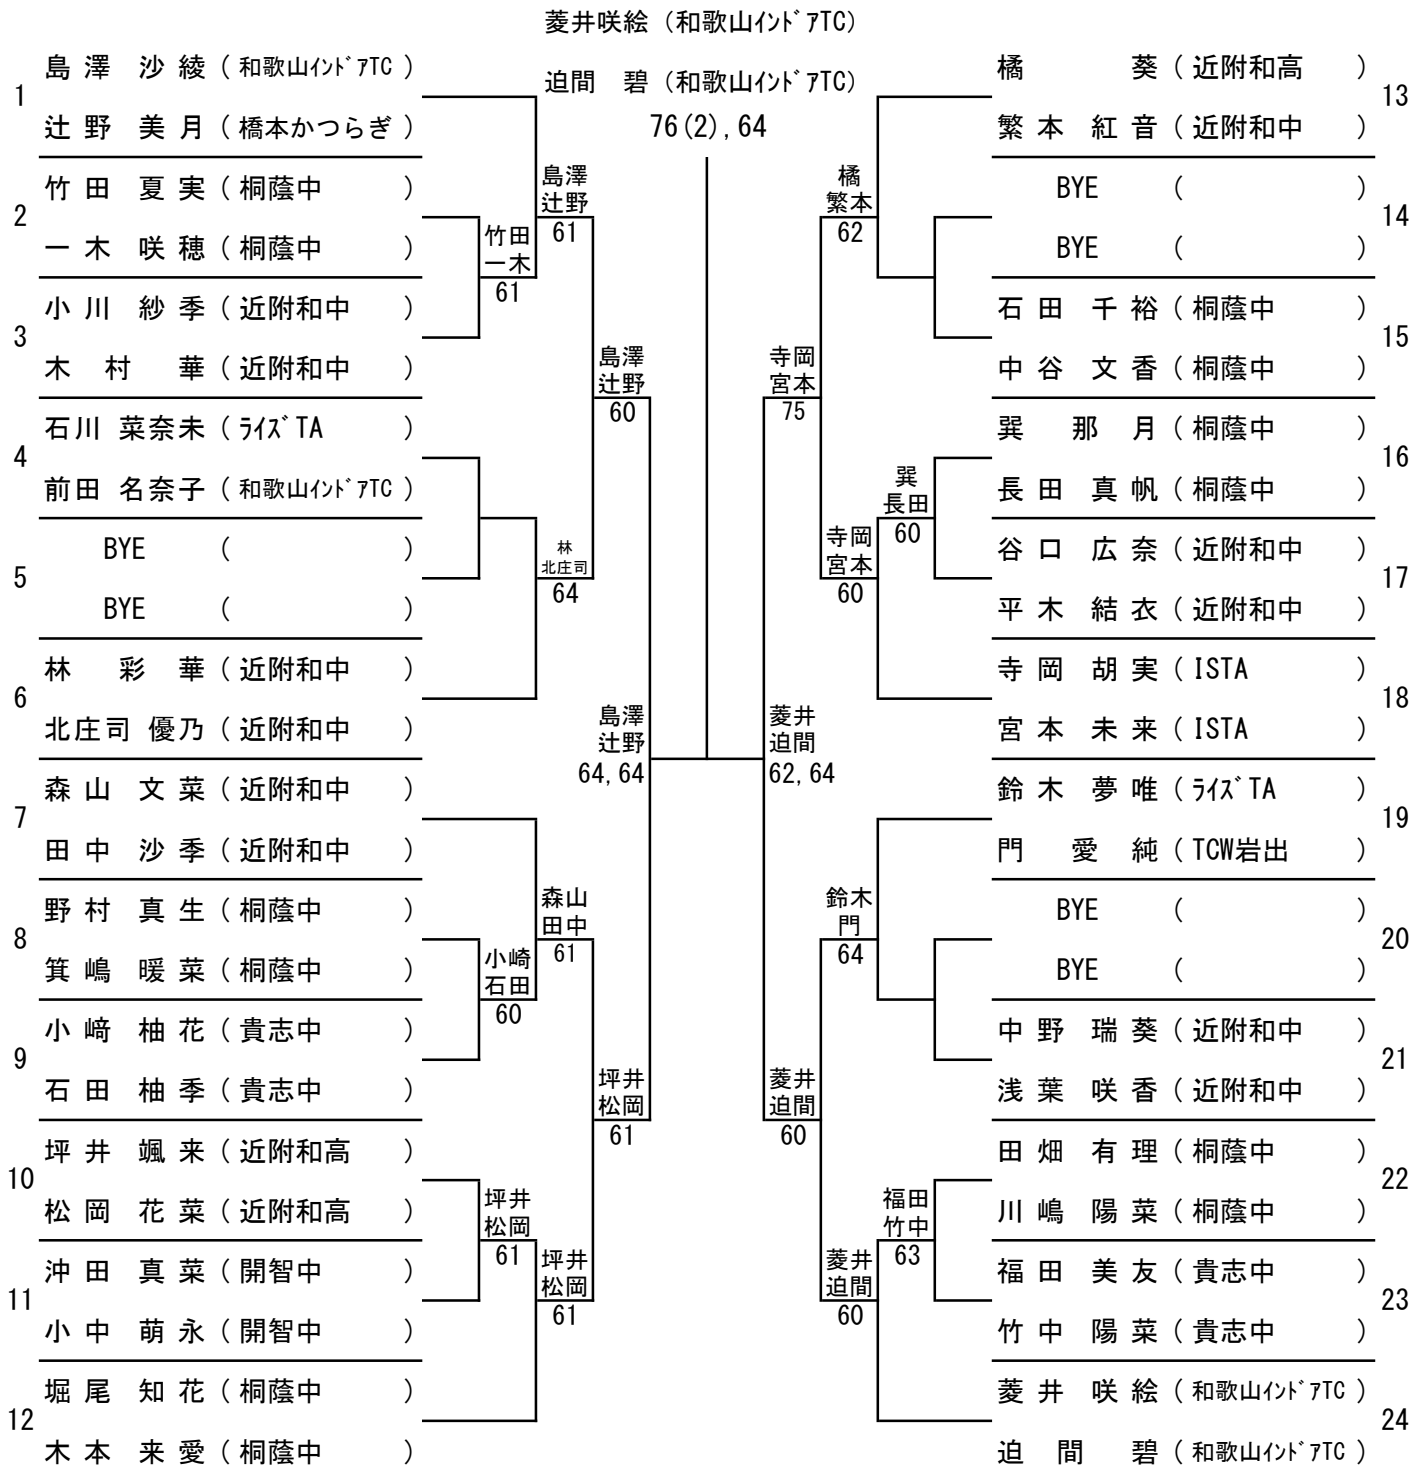 菱井咲絵（和歌山インドアTC）
迫間　碧（和歌山インドアTC）
76(2), 64
1
島澤 沙綾（和歌山インドアTC）
辻野 美月（橋本かつらぎ）
2
竹田 夏実（桐蔭中）
一木 咲穂（桐蔭中）
3
小川 紗季（近附和中）
木村 華（近附和中）
4
石川 菜奈未（ライズTA）
前田 名奈子（和歌山インドアTC）
5
BYE（ ）
BYE（ ）
6
林 彩華（近附和中）
北庄司 優乃（近附和中）
7
森山 文菜（近附和中）
田中 沙季（近附和中）
8
野村 真生（桐蔭中）
箕嶋 暖菜（桐蔭中）
9
小﨑 柚花（貴志中）
石田 柚季（貴志中）
10
坪井 颯来（近附和高）
松岡 花菜（近附和高）
11
沖田 真菜（開智中）
小中 萌永（開智中）
12
堀尾 知花（桐蔭中）
木本 来愛（桐蔭中）
竹田
一木
61
小崎
石田
60
坪井
松岡
61
島澤
辻野
61
林
北庄司
64
森山
田中
61
坪井
松岡
61
島澤
辻野
60
坪井
松岡
61
島澤
辻野
64, 64
菱井
迫間
62, 64
寺岡
宮本
75
菱井
迫間
60
橘
繁本
62
寺岡
宮本
60
鈴木
門
64
菱井
迫間
60
巽
長田
60
福田
竹中
63
橘 葵（近附和高）
繁本 紅音（近附和中）
13
BYE（ ）
BYE（ ）
14
石田 千裕（桐蔭中）
中谷 文香（桐蔭中）
15
巽 那月（桐蔭中）
長田 真帆（桐蔭中）
16
谷口 広奈（近附和中）
平木 結衣（近附和中）
17
寺岡 胡実（ISTA）
宮本 未来（ISTA）
18
鈴木 夢唯（ライズTA）
門 愛純（TCW岩出）
19
BYE（ ）
BYE（ ）
20
中野 瑞葵（近附和中）
浅葉 咲香（近附和中）
21
田畑 有理（桐蔭中）
川嶋 陽菜（桐蔭中）
22
福田 美友（貴志中）
竹中 陽菜（貴志中）
23
菱井 咲絵（和歌山インドアTC）
迫間 碧（和歌山インドアTC）
24